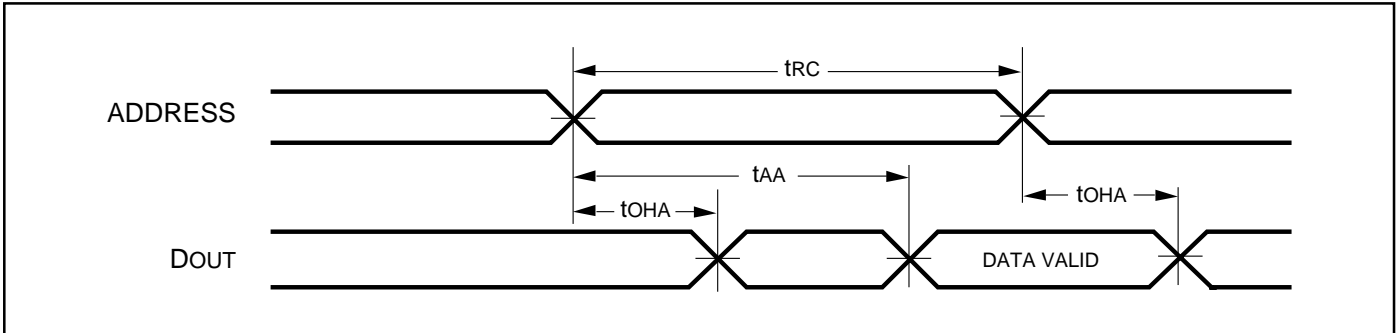 tRC
ADDRESS
tAA
tOHA
tOHA
DOUT
DATA VALID